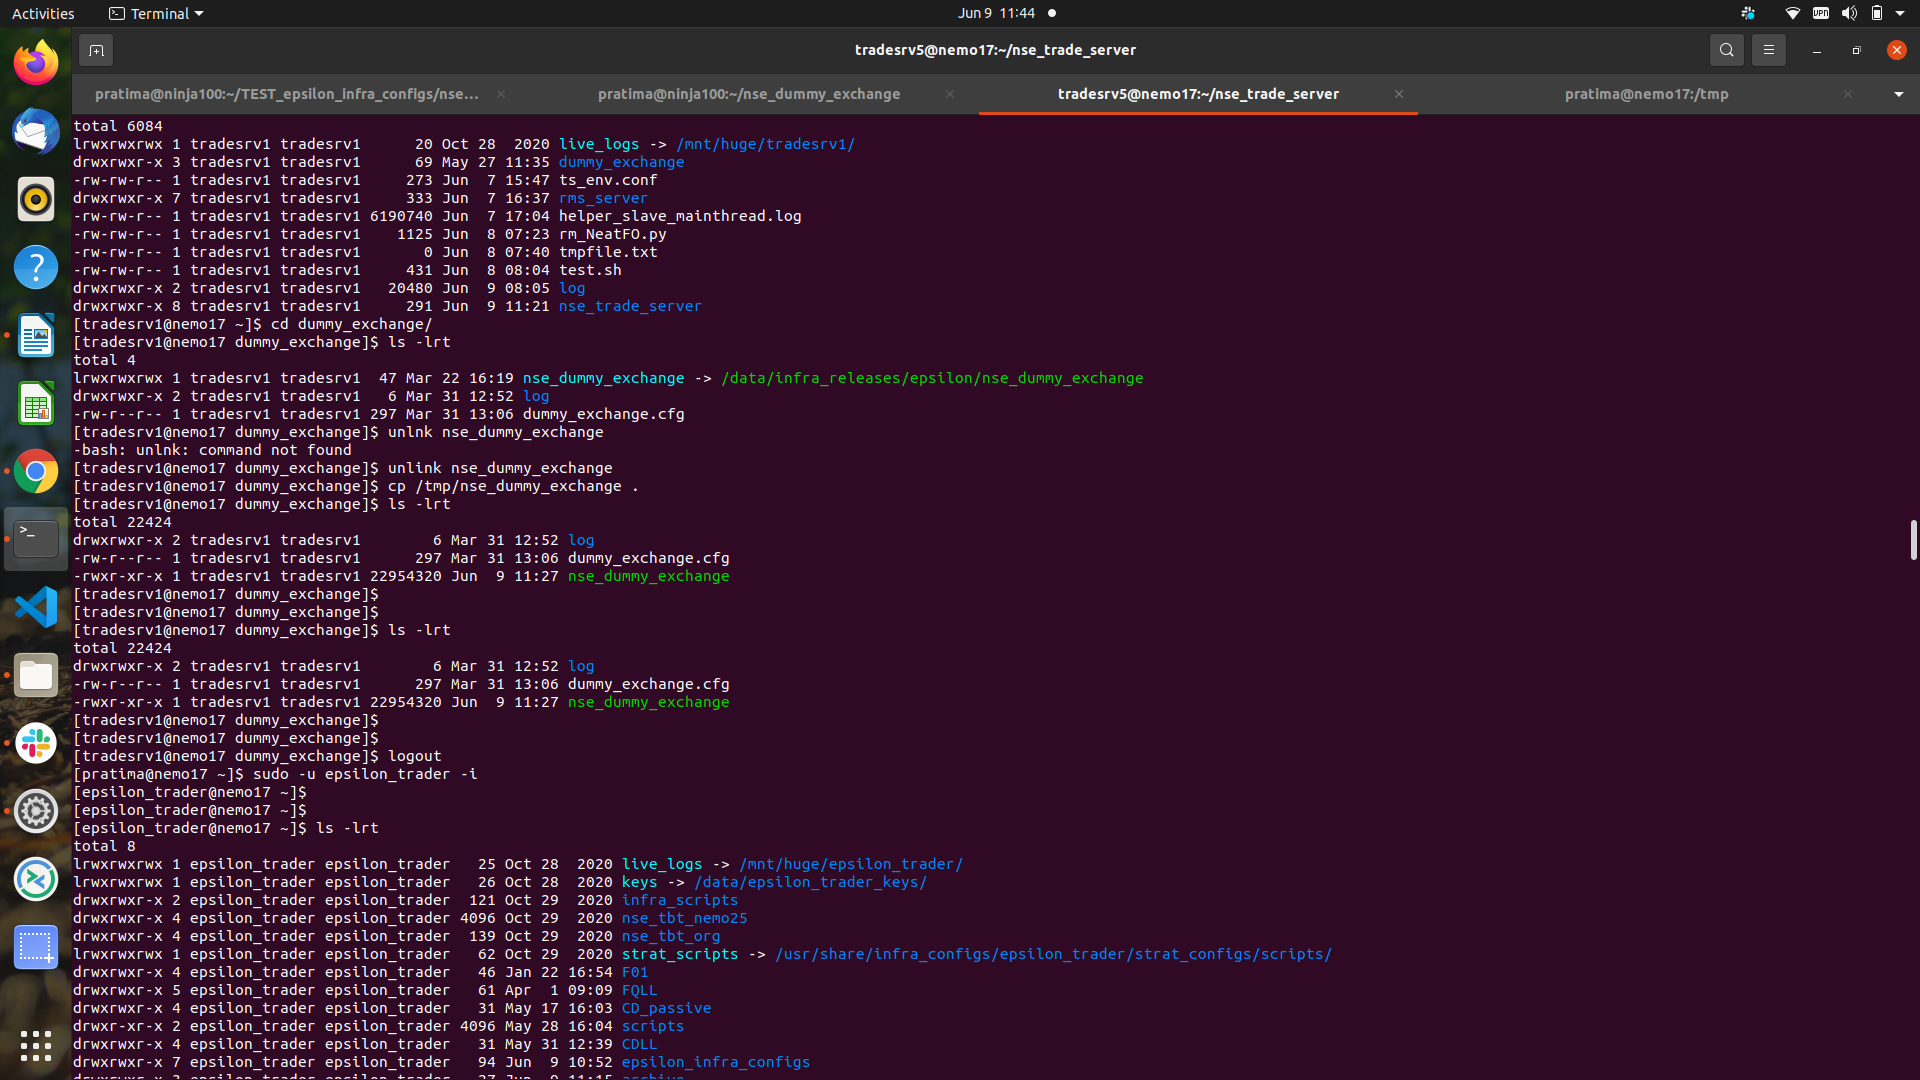 Activities
Terminal
Jun 9 11:44
VPN
tradesrv5@nemo17:~/nse_trade_server
pratima@ninja100:~/TEST_epsilon_infra_configs/nse...
pratima@ninja100:~/nse_dummy_exchange
tradesrv5@nemo17:~/nse_trade_server
pratima@nemo17:/tmp
total 6084
lrwxrwxrwx 1 tradesrv1 tradesrv1      20 Oct 28  2020 live_logs -> /mnt/huge/tradesrv1/
drwxrwxr-x 3 tradesrv1 tradesrv1      69 May 27 11:35 dummy_exchange
-rw-rw-r-- 1 tradesrv1 tradesrv1     273 Jun  7 15:47 ts_env.conf
drwxrwxr-x 7 tradesrv1 tradesrv1     333 Jun  7 16:37 rms_server
-rw-rw-r-- 1 tradesrv1 tradesrv1 6190740 Jun  7 17:04 helper_slave_mainthread.log
-rw-rw-r-- 1 tradesrv1 tradesrv1    1125 Jun  8 07:23 rm_NeatFO.py
-rw-rw-r-- 1 tradesrv1 tradesrv1       0 Jun  8 07:40 tmpfile.txt
-rw-rw-r-- 1 tradesrv1 tradesrv1     431 Jun  8 08:04 test.sh
drwxrwxr-x 2 tradesrv1 tradesrv1   20480 Jun  9 08:05 log
drwxrwxr-x 8 tradesrv1 tradesrv1     291 Jun  9 11:21 nse_trade_server
[tradesrv1@nemo17 ~]$ cd dummy_exchange/
[tradesrv1@nemo17 dummy_exchange]$ ls -lrt
total 4
lrwxrwxrwx 1 tradesrv1 tradesrv1  47 Mar 22 16:19 nse_dummy_exchange -> /data/infra_releases/epsilon/nse_dummy_exchange
drwxrwxr-x 2 tradesrv1 tradesrv1   6 Mar 31 12:52 log
-rw-r--r-- 1 tradesrv1 tradesrv1 297 Mar 31 13:06 dummy_exchange.cfg
[tradesrv1@nemo17 dummy_exchange]$ unlnk nse_dummy_exchange
-bash: unlnk: command not found
[tradesrv1@nemo17 dummy_exchange]$ unlink nse_dummy_exchange
[tradesrv1@nemo17 dummy_exchange]$ cp /tmp/nse_dummy_exchange .
[tradesrv1@nemo17 dummy_exchange]$ ls -lrt
total 22424
drwxrwxr-x 2 tradesrv1 tradesrv1        6 Mar 31 12:52 log
-rw-r--r-- 1 tradesrv1 tradesrv1      297 Mar 31 13:06 dummy_exchange.cfg
-rwxr-xr-x 1 tradesrv1 tradesrv1 22954320 Jun  9 11:27 nse_dummy_exchange
[tradesrv1@nemo17 dummy_exchange]$
[tradesrv1@nemo17 dummy_exchange]$
[tradesrv1@nemo17 dummy_exchange]$ ls -lrt
total 22424
drwxrwxr-x 2 tradesrv1 tradesrv1        6 Mar 31 12:52 log
-rw-r--r-- 1 tradesrv1 tradesrv1      297 Mar 31 13:06 dummy_exchange.cfg
-rwxr-xr-x 1 tradesrv1 tradesrv1 22954320 Jun  9 11:27 nse_dummy_exchange
[tradesrv1@nemo17 dummy_exchange]$
[tradesrv1@nemo17 dummy_exchange]$
[tradesrv1@nemo17 dummy_exchange]$ logout
[pratima@nemo17 ~]$ sudo -u epsilon_trader -i
[epsilon_trader@nemo17 ~]$
[epsilon_trader@nemo17 ~]$
[epsilon_trader@nemo17 ~]$ ls -lrt
total 8
lrwxrwxrwx 1 epsilon_trader epsilon_trader   25 Oct 28  2020 live_logs -> /mnt/huge/epsilon_trader/
lrwxrwxrwx 1 epsilon_trader epsilon_trader   26 Oct 28  2020 keys -> /data/epsilon_trader_keys/
drwxrwxr-x 2 epsilon_trader epsilon_trader  121 Oct 29  2020 infra_scripts
drwxrwxr-x 4 epsilon_trader epsilon_trader 4096 Oct 29  2020 nse_tbt_nemo25
drwxrwxr-x 4 epsilon_trader epsilon_trader  139 Oct 29  2020 nse_tbt_org
lrwxrwxrwx 1 epsilon_trader epsilon_trader   62 Oct 29  2020 strat_scripts -> /usr/share/infra_configs/epsilon_trader/strat_configs/scripts/
drwxrwxr-x 4 epsilon_trader epsilon_trader   46 Jan 22 16:54 F01
drwxrwxr-x 5 epsilon_trader epsilon_trader   61 Apr  1 09:09 FQLL
drwxrwxr-x 4 epsilon_trader epsilon_trader   31 May 17 16:03 CD_passive
drwxr-xr-x 2 epsilon_trader epsilon_trader 4096 May 28 16:04 scripts
drwxrwxr-x 4 epsilon_trader epsilon_trader   31 May 31 12:39 CDLL
drwxrwxr-x 7 epsilon_trader epsilon_trader   94 Jun  9 10:52 epsilon_infra_configs
drwxrwxr-x 3 epsilon_trader epsilon_trader   27 Jun  9 11:15 archive